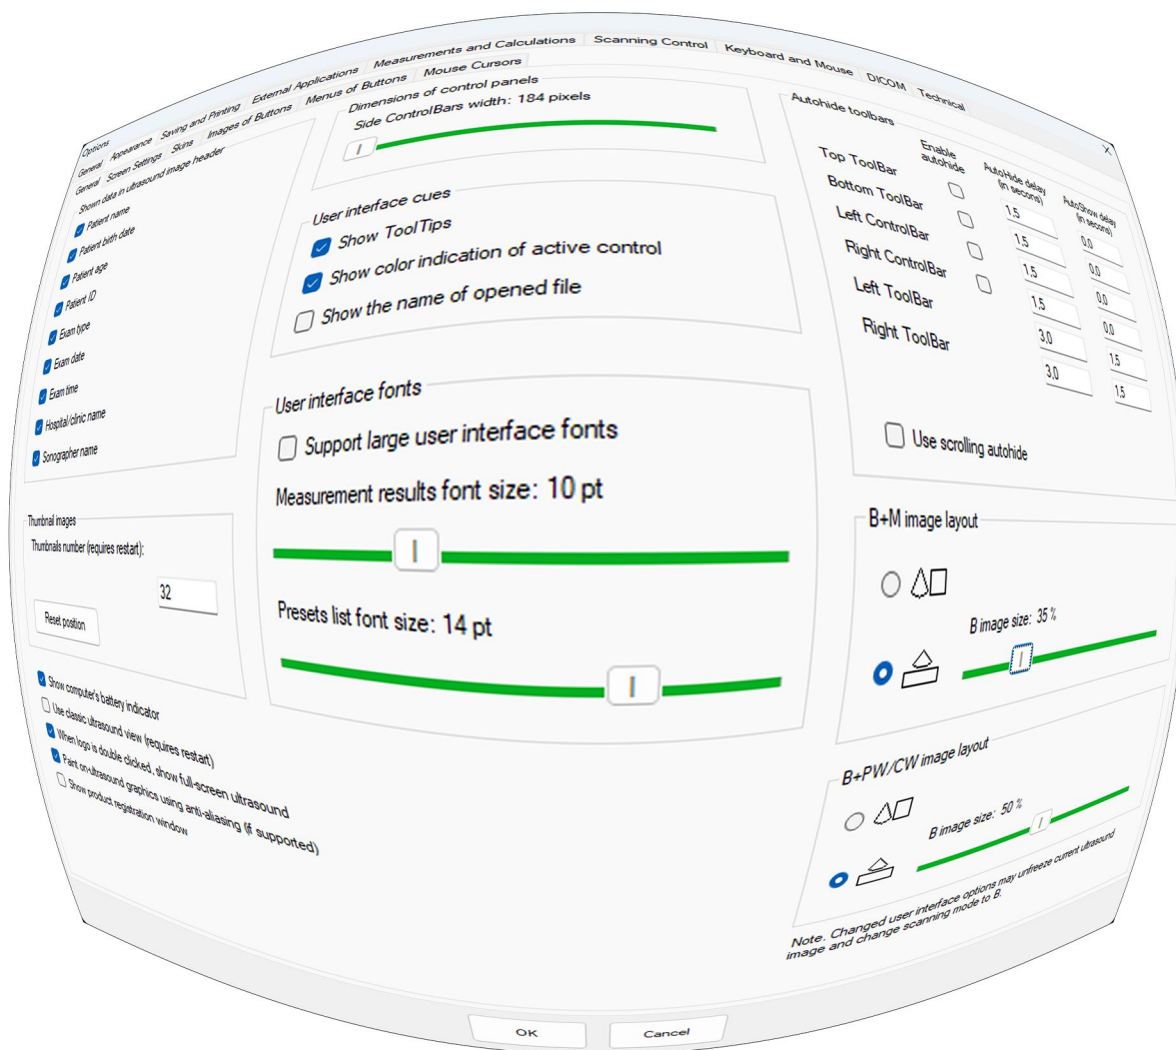 Options
General Appearance Saving and Printing External Applications Measurements and Calculations Scanning Control Keyboard and Mouse DICOM Technical
General Screen Settings Skins Images of Buttons Menus of Buttons Mouse Cursors
Shown data in ultrasound image header
Patient name
Patient birth date
Patient age
Patient ID
Exam type
Exam date
Exam time
Hospital/clinic name
Sonographer name
Thumbnail images
Thumbnails number (requires restart):
32
Reset position
Show computer's battery indicator
Use classic ultrasound view (requires restart)
When logo is double clicked, show full-screen ultrasound
Paint on ultrasound graphics using anti-aliasing (if supported)
Show product registration window
Dimensions of control panels
Side ControlBars width: 184 pixels
User interface cues
Show ToolTips
Show color indication of active control
Show the name of opened file
User interface fonts
Support large user interface fonts
Measurement results font size: 10 pt
Presets list font size: 14 pt
Autohide toolbars
Enable autohide
AutoHide delay (in secons)
AutoShow delay (in secons)
Top ToolBar 1,5 0,0
Bottom ToolBar 1,5 0,0
Left ControlBar 1,5 0,0
Right ControlBar 1,5 0,0
Left ToolBar 3,0 1,5
Right ToolBar 3,0 1,5
Use scrolling autohide
B+M image layout
B image size: 35 %
B+PW/CW image layout
B image size: 50 %
Note. Changed user interface options may unfreeze current ultrasound
image and change scanning mode to B.
OK Cancel